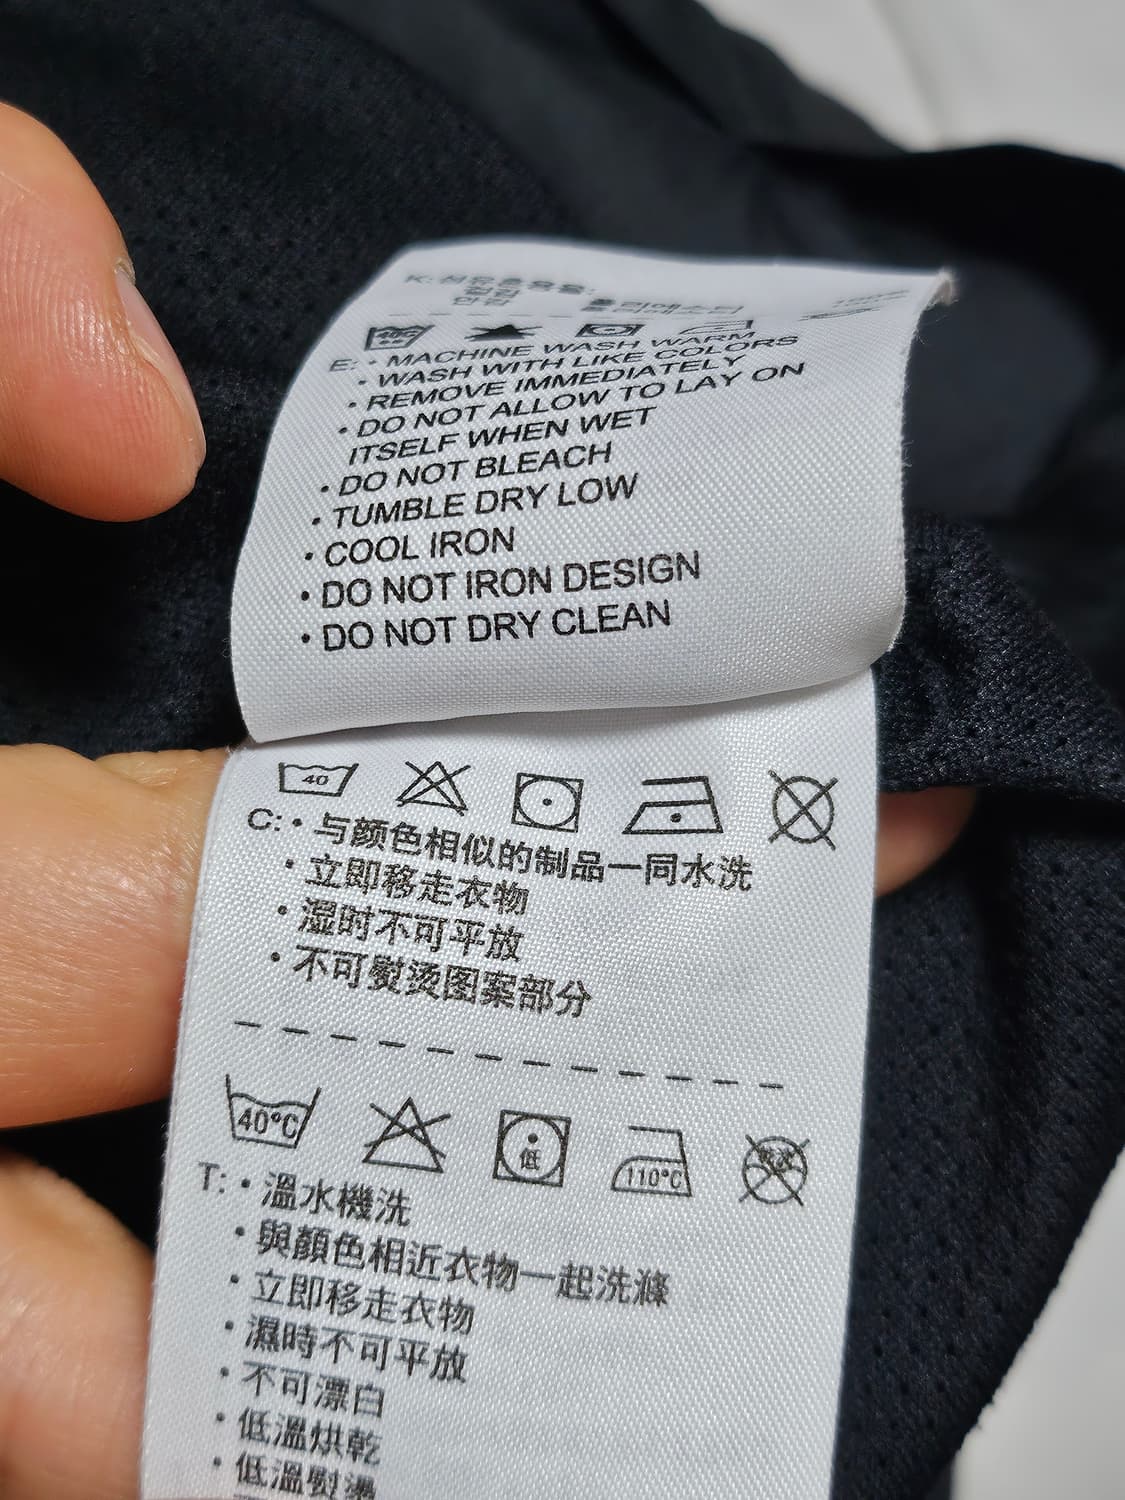 E: • MACHINE WASH WARM
• WASH WITH LIKE COLORS
• REMOVE IMMEDIATELY
• DO NOT ALLOW TO LAY ON
ITSELF WHEN WET
• DO NOT BLEACH
• TUMBLE DRY LOW
• COOL IRON
• DO NOT IRON DESIGN
• DO NOT DRY CLEAN
40
C: • 与颜色相似的制品一同水洗
• 立即移走衣物
• 湿时不可平放
• 不可熨烫图案部分
40°C 低 110°C
T: • 溫水機洗
• 與顏色相近衣物一起洗滌
• 立即移走衣物
• 濕時不可平放
• 不可漂白
• 低溫烘乾
• 低溫熨燙